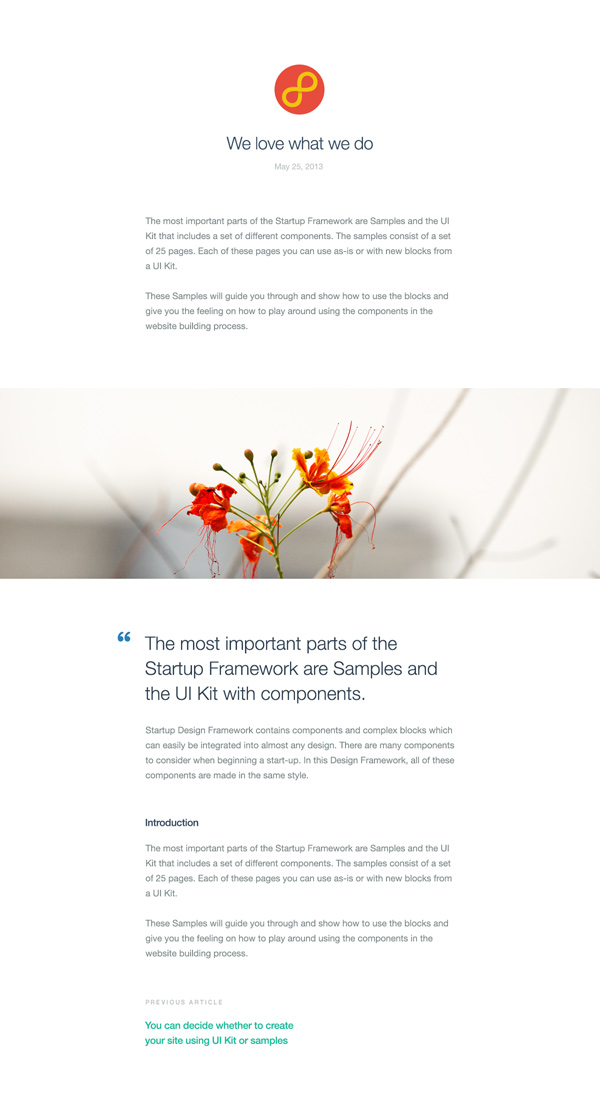 We love what we do
May 25, 2013
The most important parts of the Startup Framework are Samples and the UI
Kit that includes a set of different components. The samples consist of a set
of 25 pages. Each of these pages you can use as-is or with new blocks from
a UI Kit.
These Samples will guide you through and show how to use the blocks and
give you the feeling on how to play around using the components in the
website building process.
“ The most important parts of the
Startup Framework are Samples and
the UI Kit with components.
Startup Design Framework contains components and complex blocks which
can easily be integrated into almost any design. There are many components
to consider when beginning a start-up. In this Design Framework, all of these
components are made in the same style.
Introduction
The most important parts of the Startup Framework are Samples and the UI
Kit that includes a set of different components. The samples consist of a set
of 25 pages. Each of these pages you can use as-is or with new blocks from
a UI Kit.
These Samples will guide you through and show how to use the blocks and
give you the feeling on how to play around using the components in the
website building process.
PREVIOUS ARTICLE
You can decide whether to create
your site using UI Kit or samples